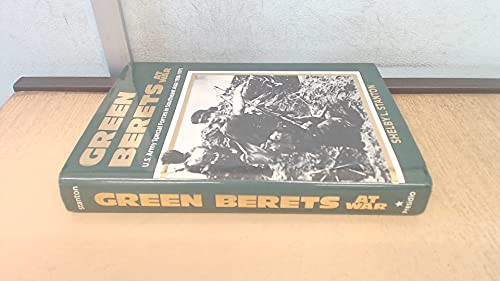 GREEN
BERETS AT WAR
U.S. Army Special Forces in Southeast Asia 1956-1975
SHELBY L. STANTON
Stanton GREEN BERETS AT WAR Presidio